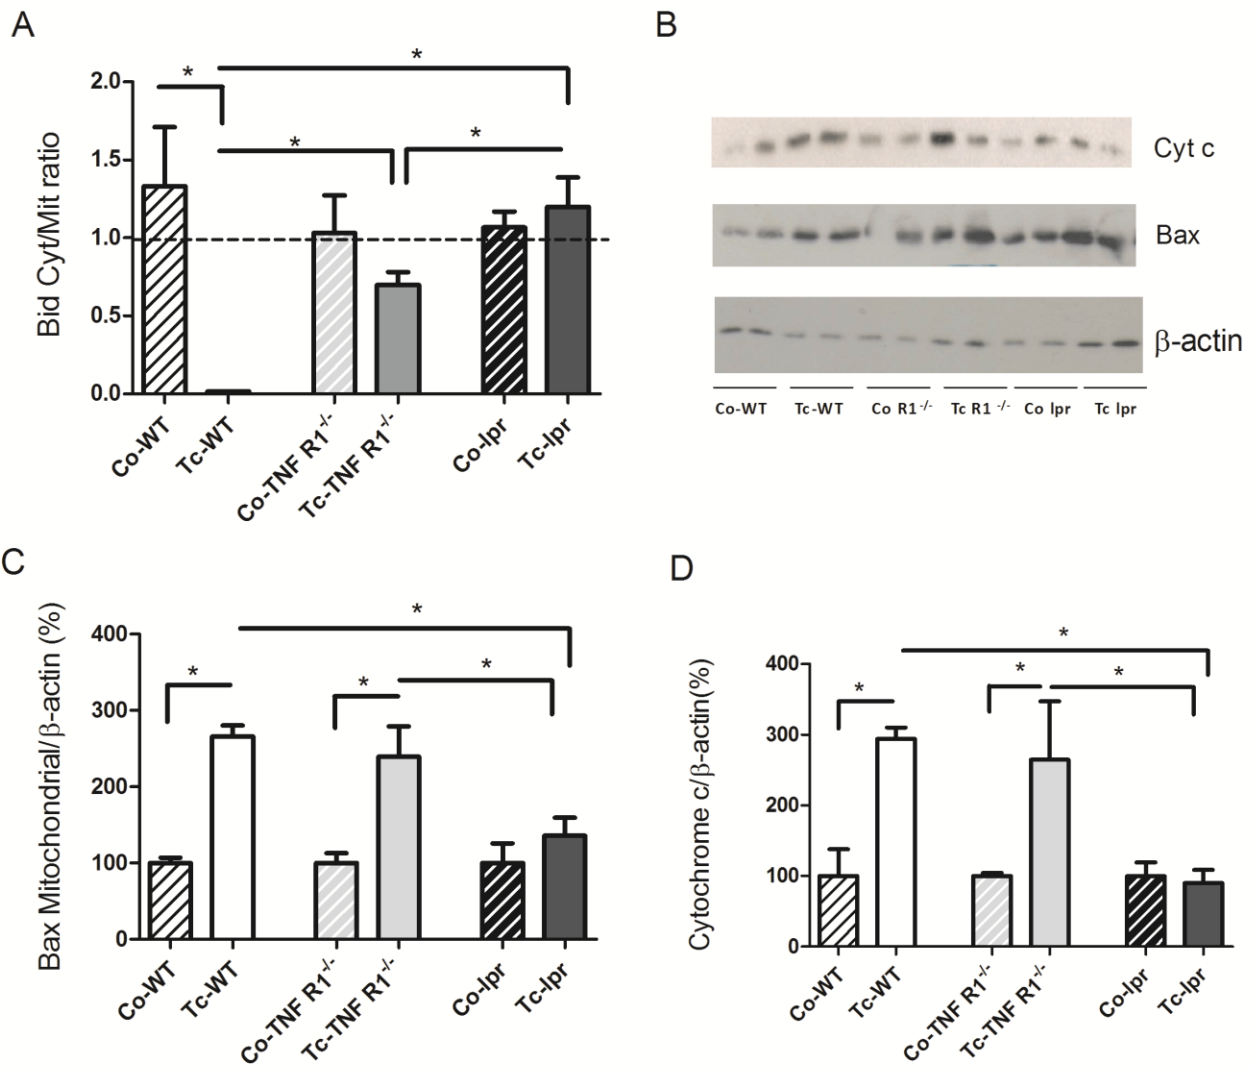 A
B
*
*
*
*
2.0
1.5
1.0
0.5
0.0
Bid Cyt/Mit ratio
Co-WT
Tc-WT
Co-TNF R1-/-
Tc-TNF R1-/-
Co-lpr
Tc-lpr
Cyt c
Bax
β-actin
Co-WT Tc-WT Co R1-/- Tc R1-/- Co lpr Tc lpr
C
D
*
*
*
*
400
300
200
100
0
Bax Mitochondrial/β-actin (%)
Co-WT
Tc-WT
Co-TNF R1-/-
Tc-TNF R1-/-
Co-lpr
Tc-lpr
*
*
*
*
400
300
200
100
0
Cytochrome c/β-actin(%)
Co-WT
Tc-WT
Co-TNF R1-/-
Tc-TNF R1-/-
Co-lpr
Tc-lpr